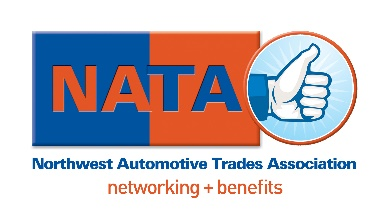 NATA
Northwest Automotive Trades Association
networking + benefits